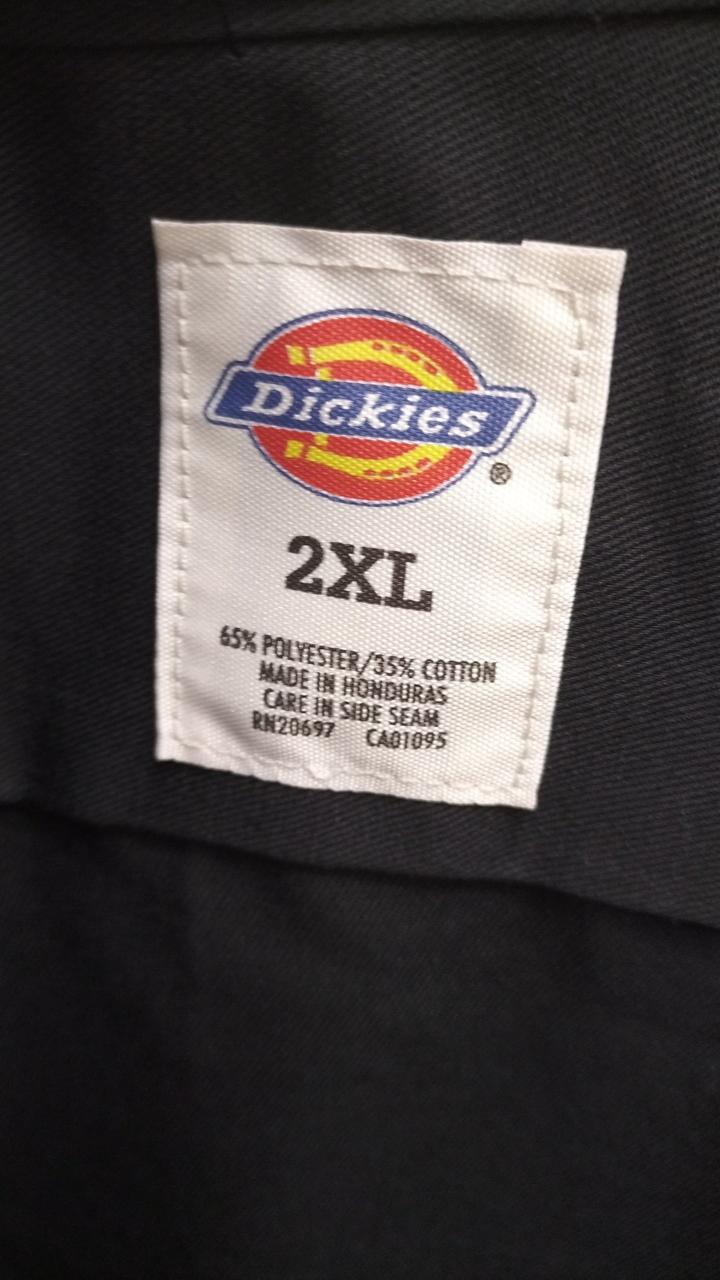 Dickies
®
2XL
65% POLYESTER/35% COTTON
MADE IN HONDURAS
CARE IN SIDE SEAM
RN20697 CA01095